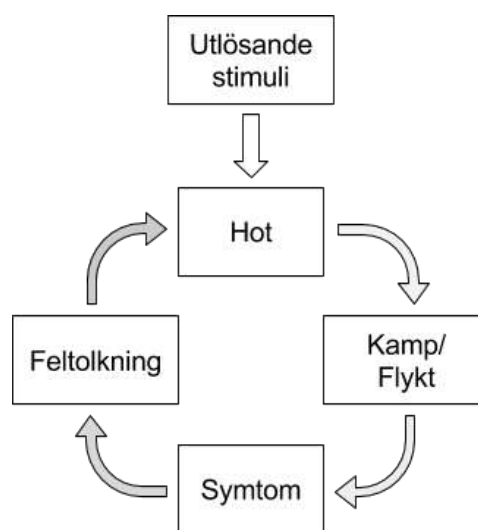 Utlösande
stimuli
Hot
Kamp/
Flykt
Symtom
Feltolkning